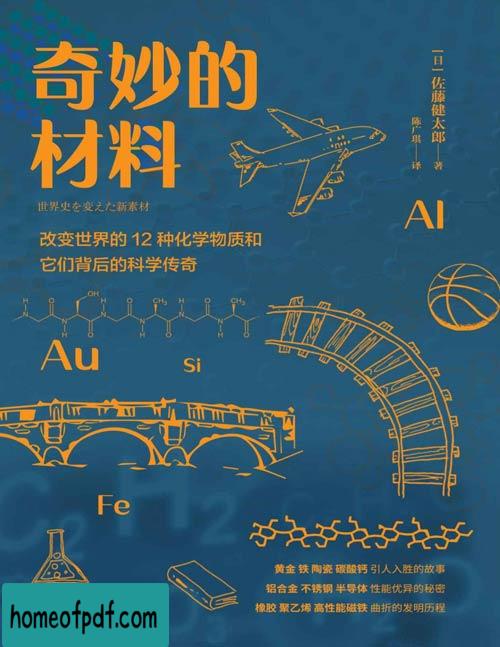 奇妙的
材料
世界史を変えた新素材
[日] 佐藤健太郎 著
陈广琪——译
改变世界的 12 种化学物质和
它们背后的科学传奇
Al
OH
H
N
O
CH₃
Au
Si
Fe
C₂H₂
黄金 铁 陶瓷 碳酸钙 引人入胜的故事
铝合金 不锈钢 半导体 性能优异的秘密
橡胶 聚乙烯 高性能磁铁 曲折的发明历程
homeofpdf.com